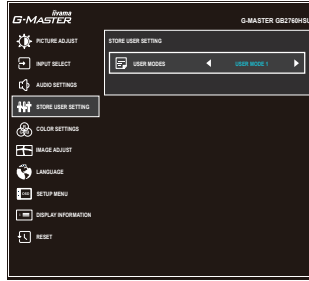 iiyama
G-MASTER
G-MASTER GB2760HSU
PICTURE ADJUST
INPUT SELECT
AUDIO SETTINGS
STORE USER SETTING
COLOR SETTINGS
IMAGE ADJUST
LANGUAGE
OSD
SETUP MENU
DISPLAY INFORMATION
RESET
STORE USER SETTING
USER MODES
USER MODE 1